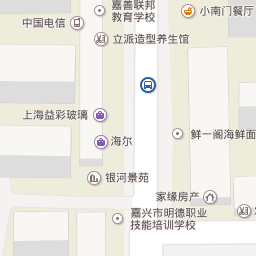 嘉善联邦
教育学校
小南门餐厅
中国电信
立派造型养生馆
上海益彩玻璃
鲜一阁海鲜面
海尔
银河景苑
家缘房产
嘉兴市明德职业
技能培训学校